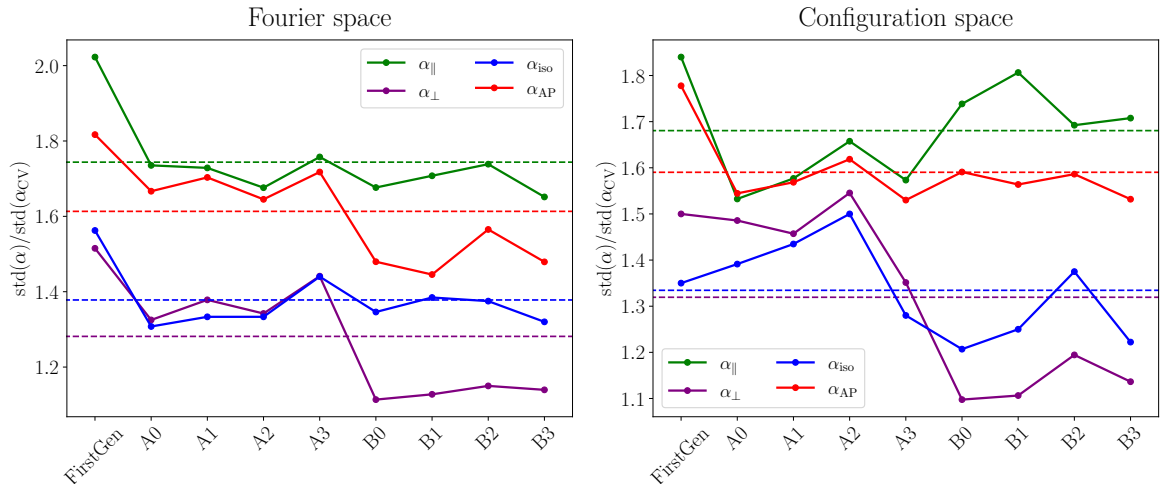 Fourier space
std(α)/std(α_CV)
2.0
1.8
1.6
1.4
1.2
α_∥ α_iso
α_⊥ α_AP
FirstGen A0 A1 A2 A3 B0 B1 B2 B3
Configuration space
std(α)/std(α_CV)
1.8
1.7
1.6
1.5
1.4
1.3
1.2
1.1
α_∥ α_iso
α_⊥ α_AP
FirstGen A0 A1 A2 A3 B0 B1 B2 B3